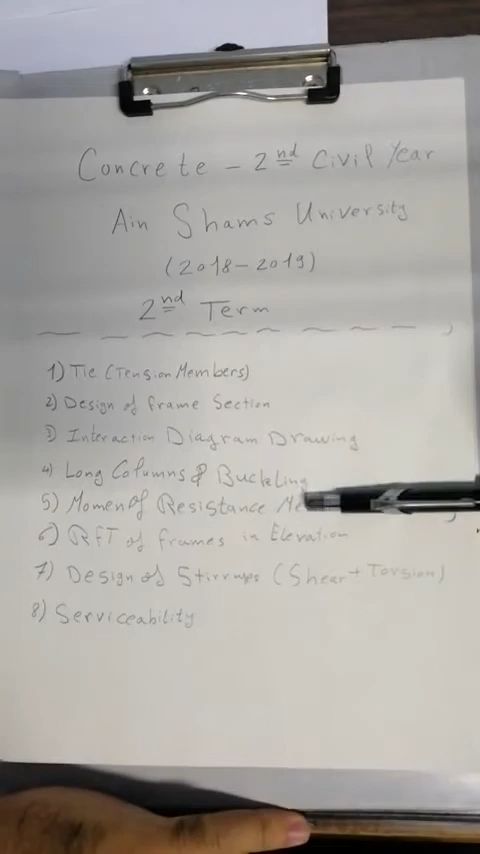 Concrete - 2nd Civil Year
Ain Shams University
(2018-2019)
2nd Term
1) Tie (Tension Members)
2) Design of frame Section
3) Interaction Diagram Drawing
4) Long Columns & Buckling
5) Momen of Resistance
6) RFT of frames in Elevation
7) Design of Stirrups (Shear + Torsion)
8) Serviceability